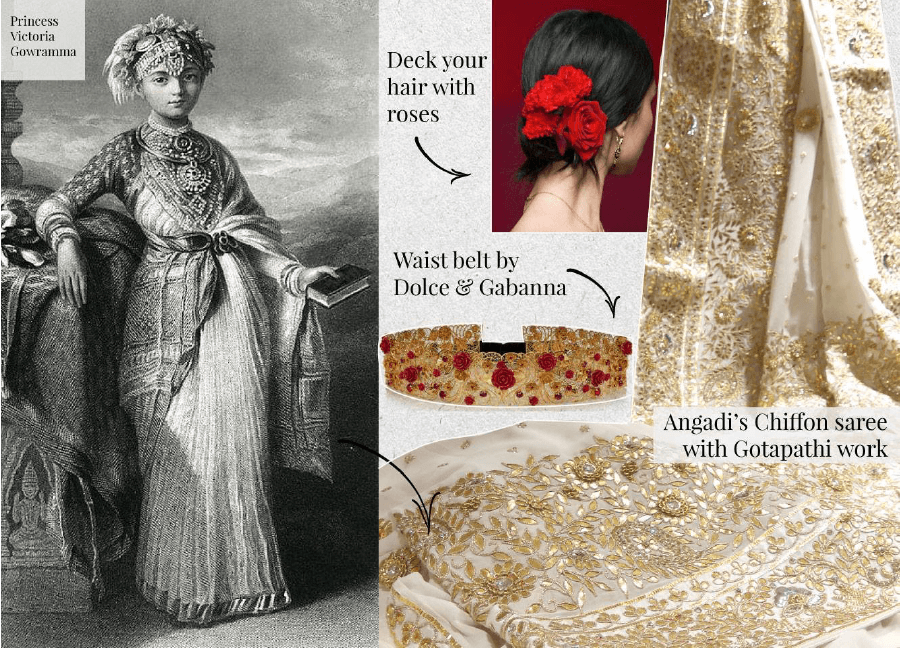 Princess
Victoria
Gowramma
Deck your
hair with
roses
Waist belt by
Dolce & Gabanna
Angadi's Chiffon saree
with Gotapathi work